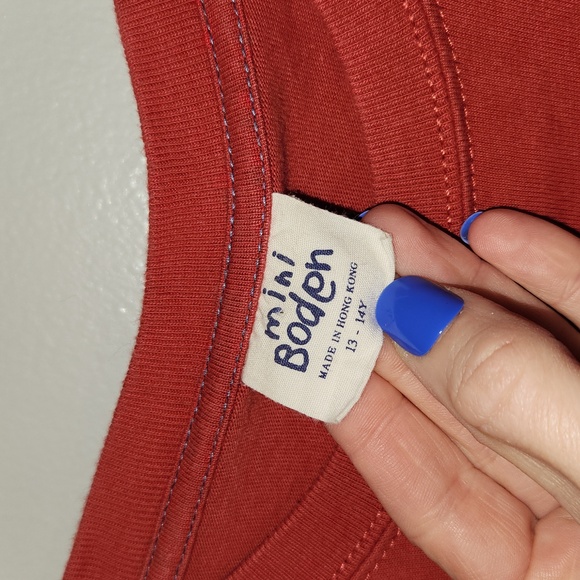 mini
Boden
MADE IN HONG KONG
13 - 14Y